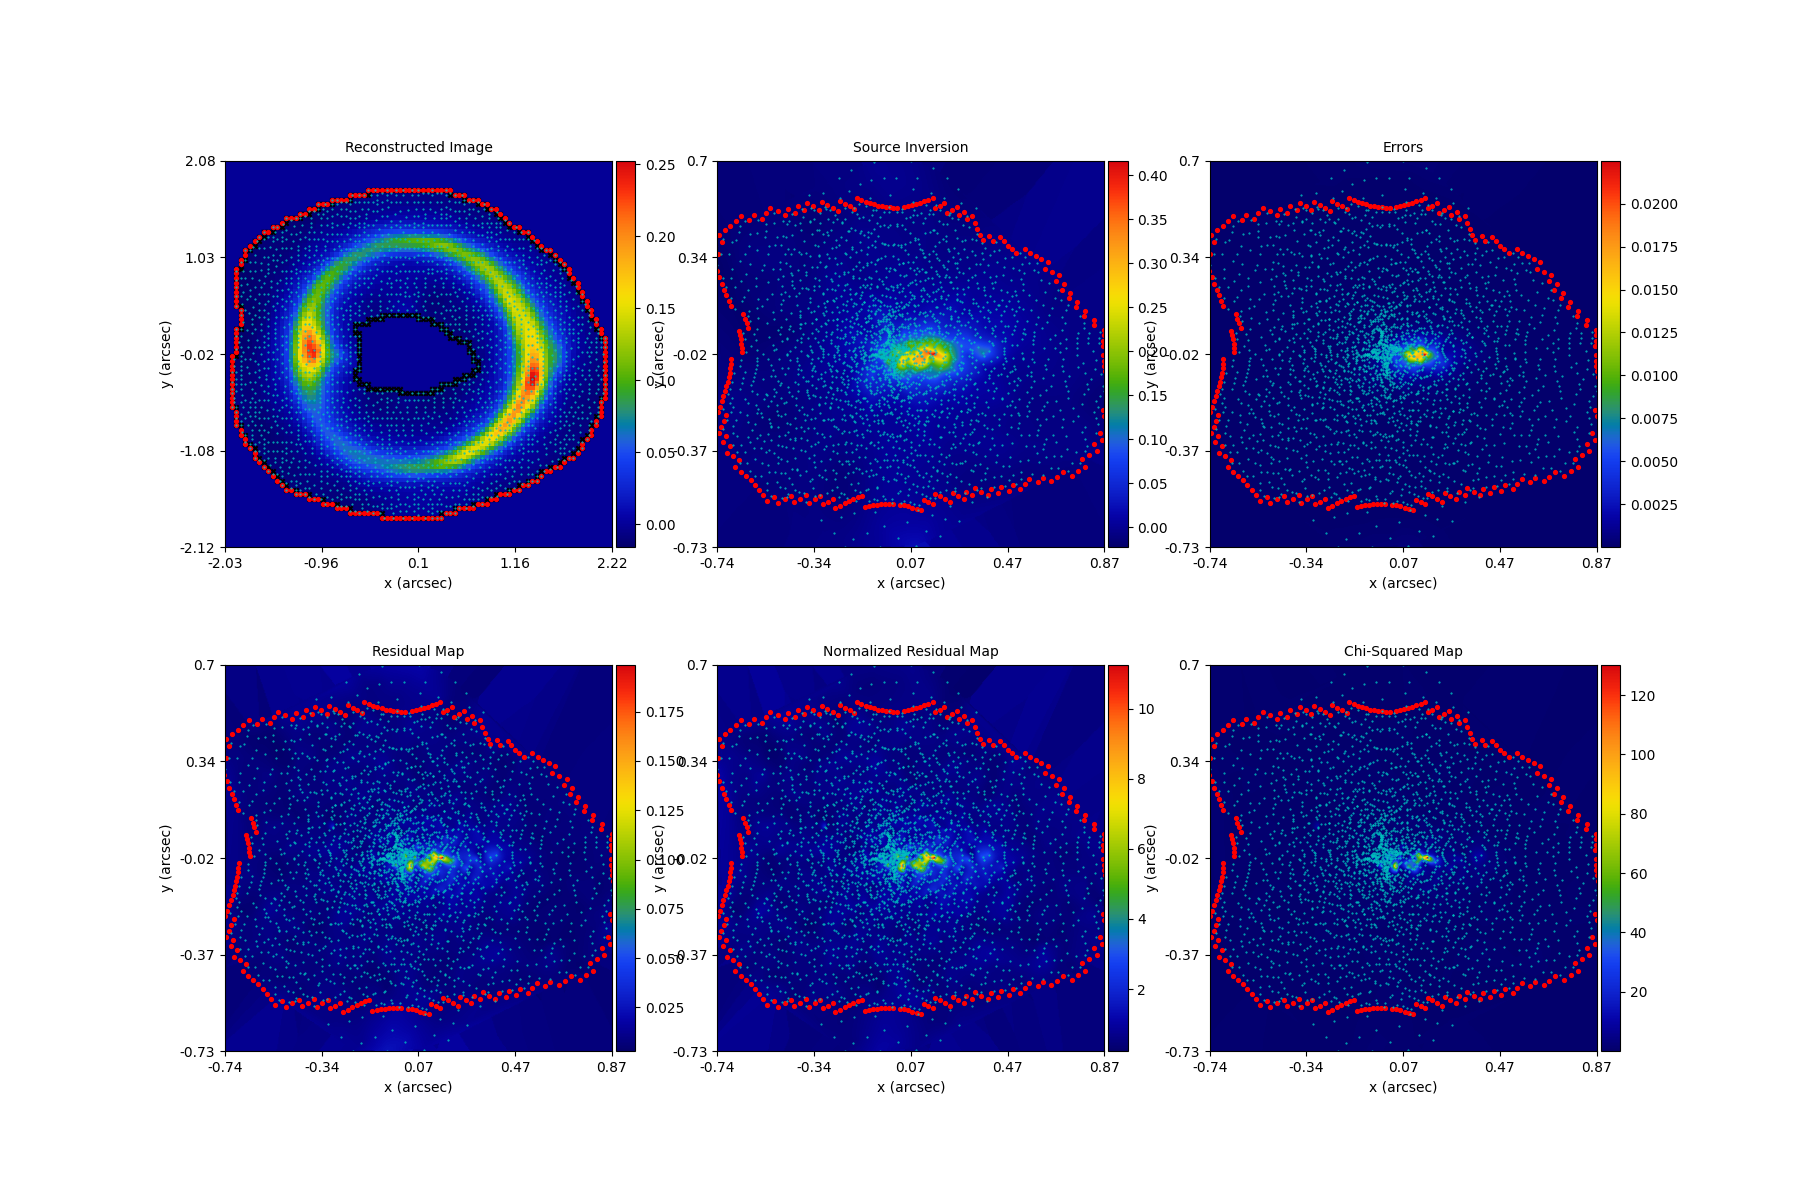 Reconstructed Image
2.08
1.03
-0.02
-1.08
-2.12
-2.03 -0.96 0.1 1.16 2.22
x (arcsec)
y (arcsec)
0.25
0.20
0.15
0.10
0.05
0.00
Source Inversion
0.7
0.34
-0.02
-0.37
-0.73
-0.74 -0.34 0.07 0.47 0.87
x (arcsec)
y (arcsec)
0.40
0.35
0.30
0.25
0.20
0.15
0.10
0.05
0.00
Errors
0.7
0.34
-0.02
-0.37
-0.73
-0.74 -0.34 0.07 0.47 0.87
x (arcsec)
y (arcsec)
0.0200
0.0175
0.0150
0.0125
0.0100
0.0075
0.0050
0.0025
Residual Map
0.7
0.34
-0.02
-0.37
-0.73
-0.74 -0.34 0.07 0.47 0.87
x (arcsec)
y (arcsec)
0.175
0.150
0.125
0.100
0.075
0.050
0.025
Normalized Residual Map
0.7
0.34
-0.02
-0.37
-0.73
-0.74 -0.34 0.07 0.47 0.87
x (arcsec)
y (arcsec)
10
8
6
4
2
Chi-Squared Map
0.7
0.34
-0.02
-0.37
-0.73
-0.74 -0.34 0.07 0.47 0.87
x (arcsec)
y (arcsec)
120
100
80
60
40
20